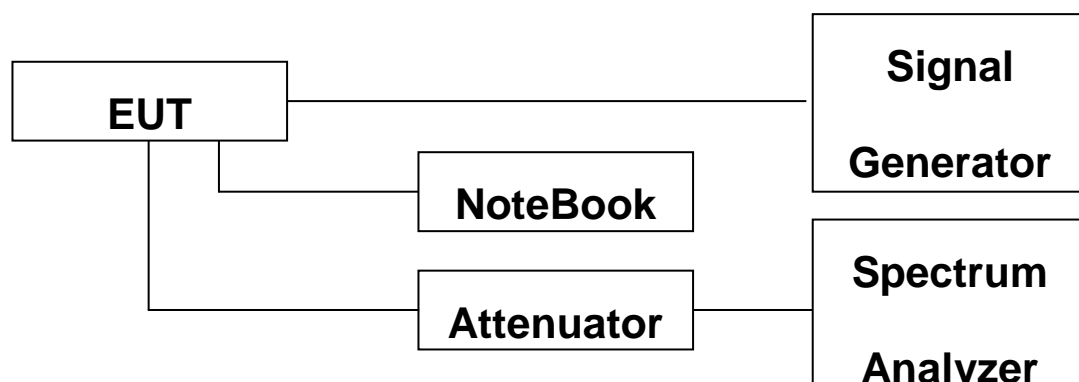 EUT
Signal
Generator
NoteBook
Attenuator
Spectrum
Analyzer